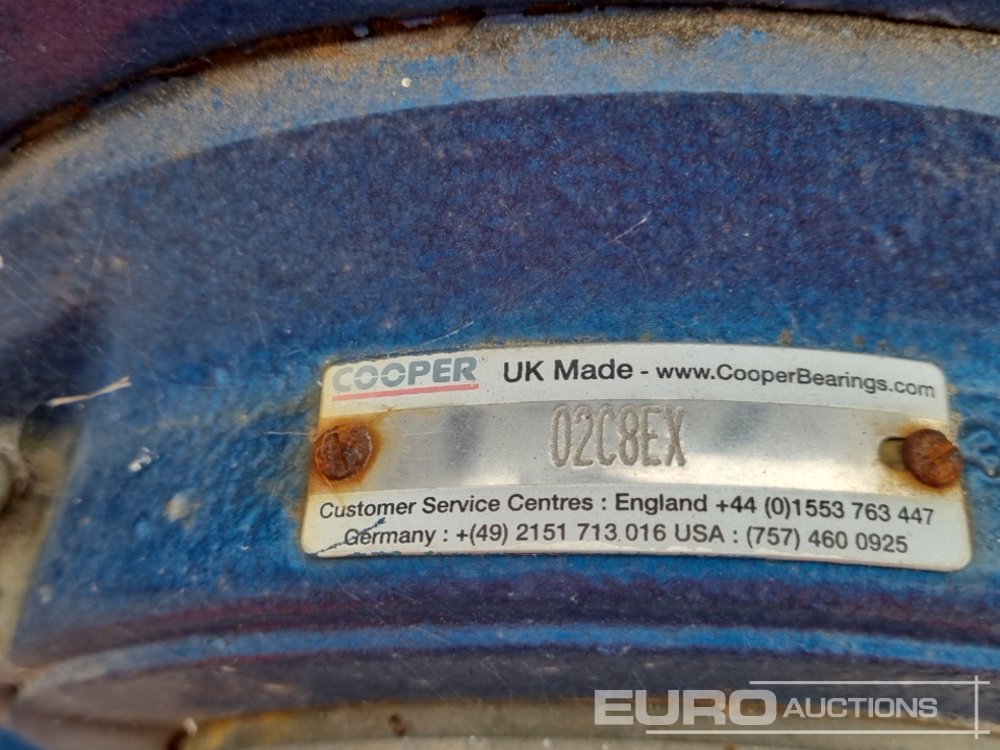 COOPER® UK Made - www.CooperBearings.com
02C8EX
Customer Service Centres : England +44 (0)1553 763 447
Germany : +(49) 2151 713 016 USA : (757) 460 0925
EURO AUCTIONS